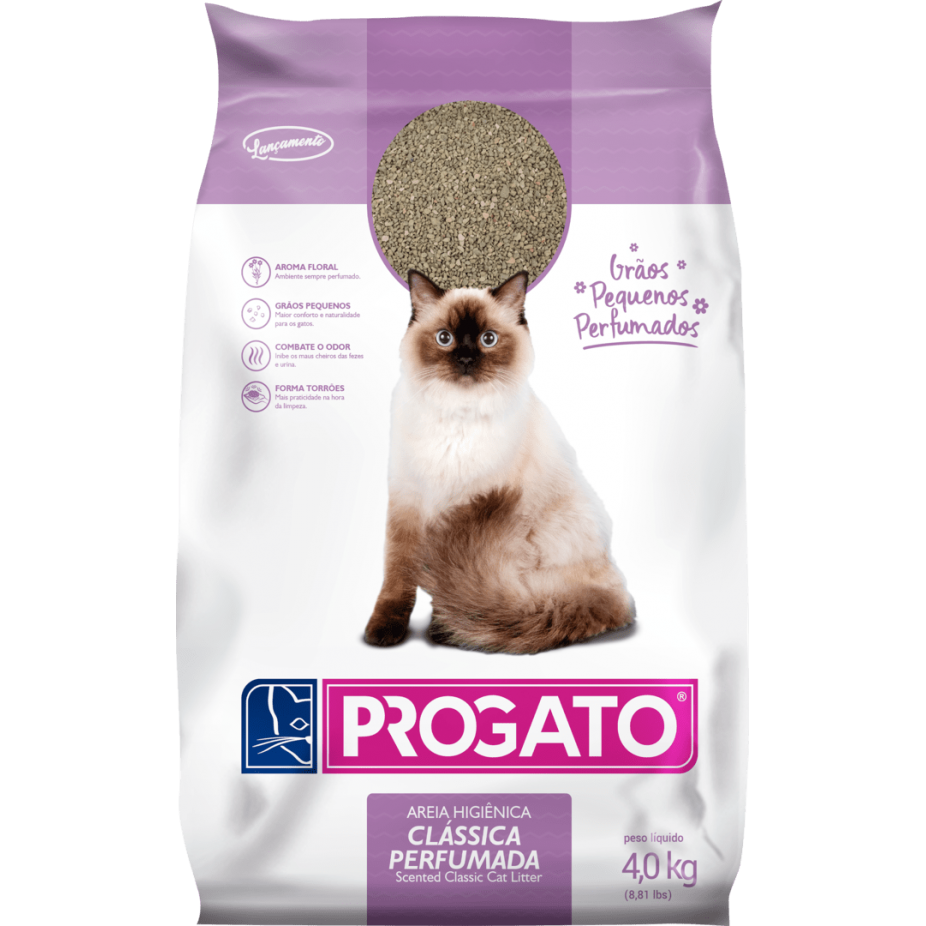 Lançamento
AROMA FLORAL
Ambiente sempre perfumado.
GRÃOS PEQUENOS
Maior conforto e naturalidade
para os gatos.
COMBATE O ODOR
Inibe os maus cheiros das fezes
e urina.
FORMA TORRÕES
Mais praticidade na hora
da limpeza.
Grãos
Pequenos
Perfumados
PROGATO®
AREIA HIGIÊNICA
CLÁSSICA
PERFUMADA
Scented Classic Cat Litter
peso líquido
4,0 kg
(8,81 lbs)